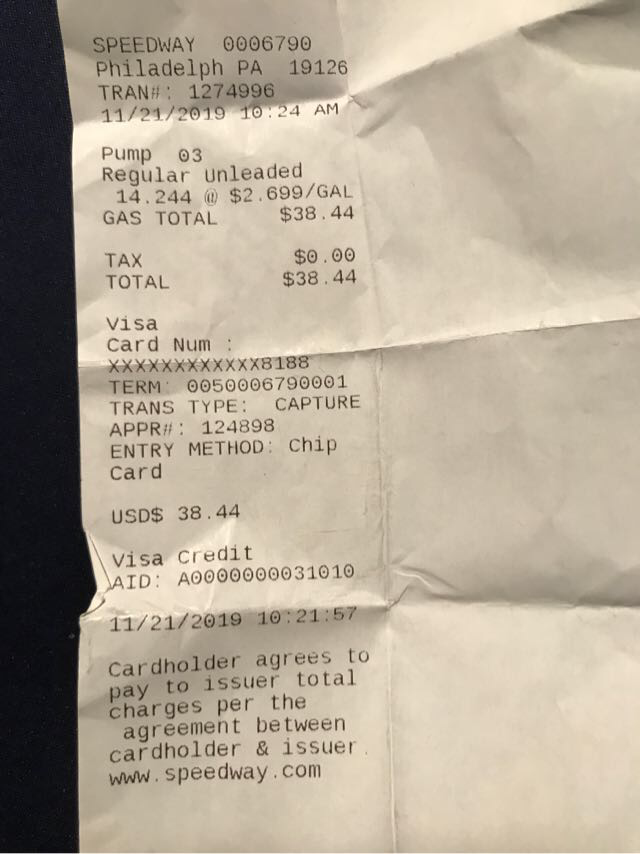 SPEEDWAY 0006790
Philadelph PA 19126
TRAN#: 1274996
11/21/2019 10:24 AM
Pump 03
Regular Unleaded
14.244 @ $2.699/GAL
GAS TOTAL $38.44
TAX $0.00
TOTAL $38.44
Visa
Card Num :
XXXXXXXXXXXX8188
TERM: 0050006790001
TRANS TYPE: CAPTURE
APPR#: 124898
ENTRY METHOD: Chip
Card
USD$ 38.44
Visa Credit
AID: A0000000031010
11/21/2019 10:21:57
Cardholder agrees to
pay to issuer total
charges per the
agreement between
cardholder & issuer.
www.speedway.com